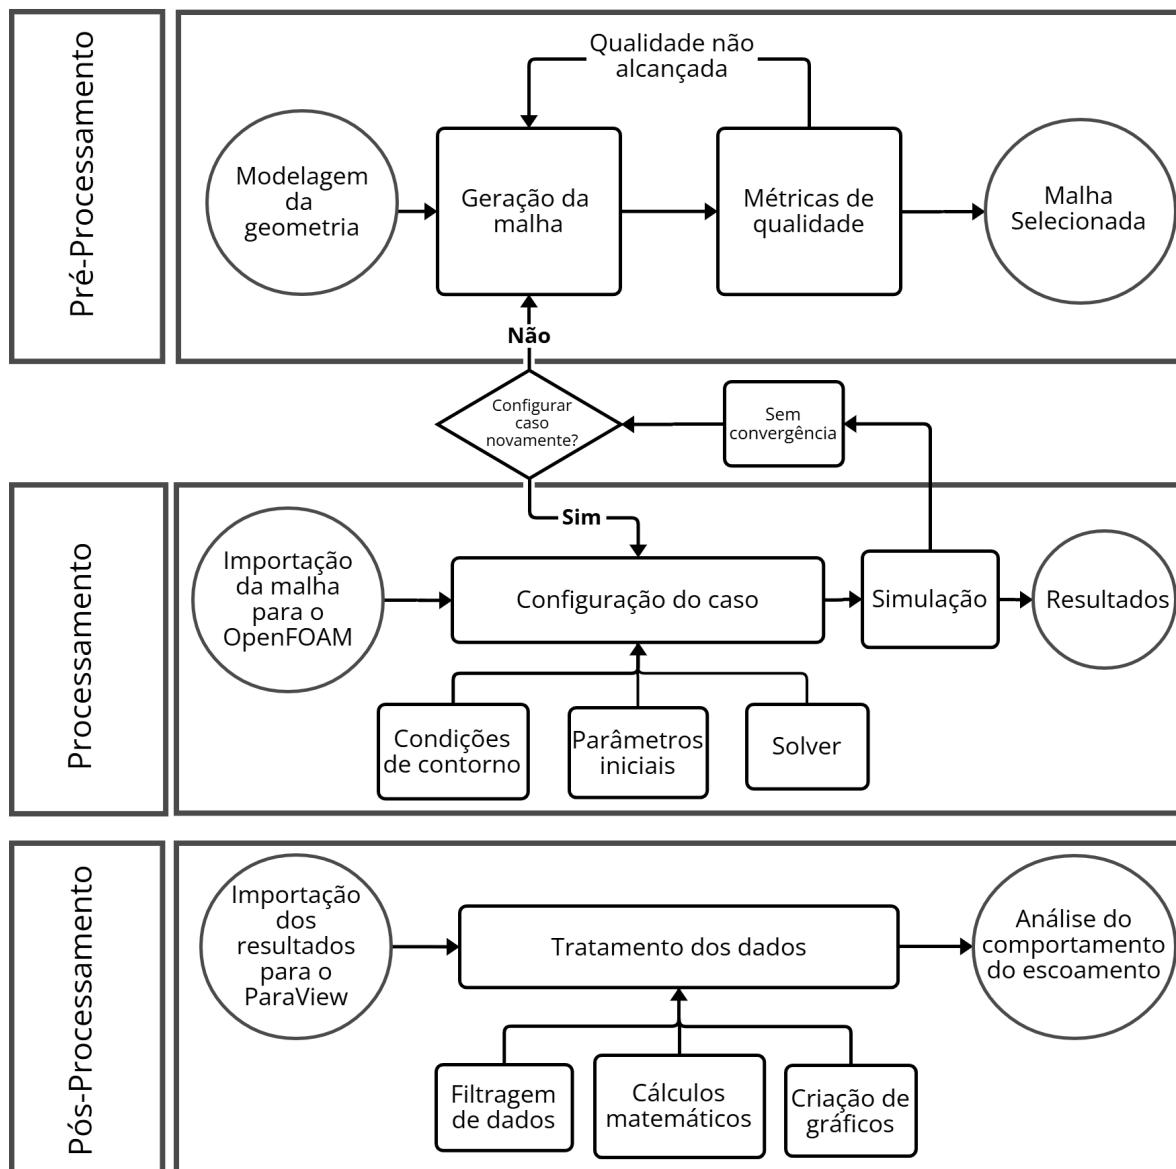 Pré-Processamento
Qualidade não
alcançada
Modelagem
da
geometria
Geração da
malha
Métricas de
qualidade
Malha
Selecionada
Não
Configurar
caso
novamente?
Sem
convergência
Processamento
Sim
Importação
da malha
para o
OpenFOAM
Configuração do caso
Simulação
Resultados
Condições
de contorno
Parâmetros
iniciais
Solver
Pós-Processamento
Importação
dos
resultados
para o
ParaView
Tratamento dos dados
Análise do
comportamento
do escoamento
Filtragem
de dados
Cálculos
matemáticos
Criação de
gráficos